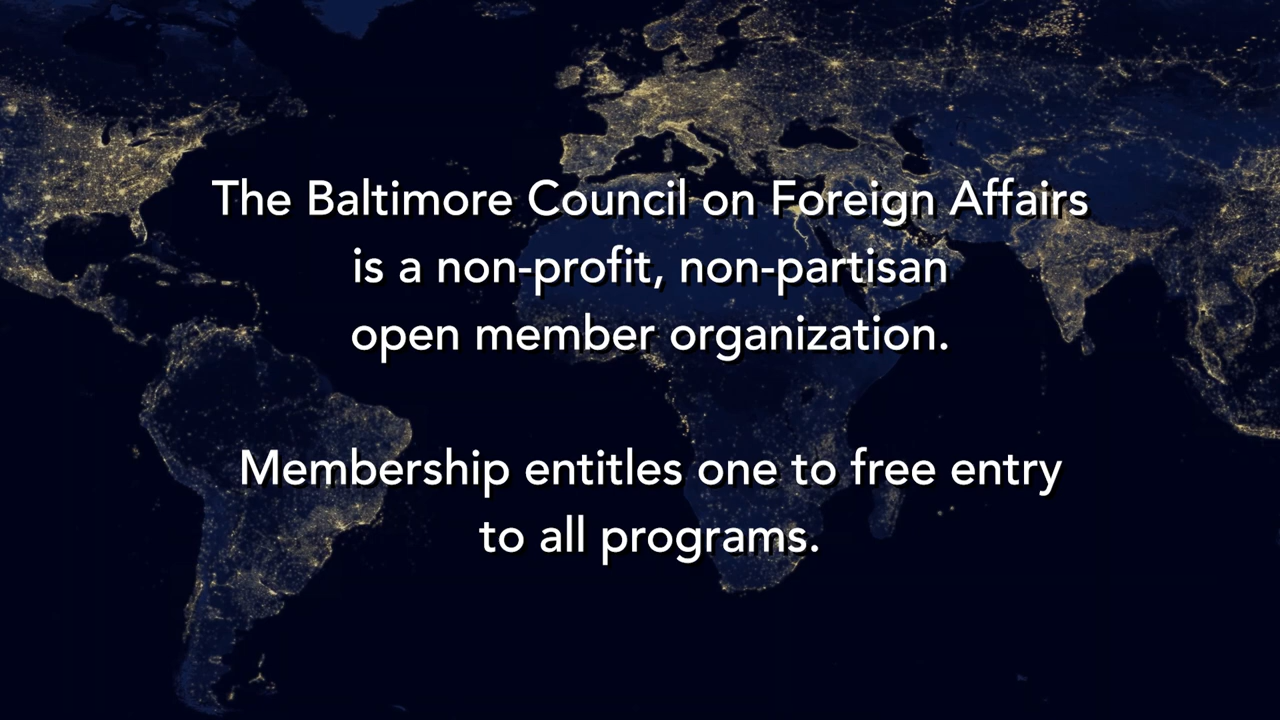 The Baltimore Council on Foreign Affairs
is a non-profit, non-partisan
open member organization.
Membership entitles one to free entry
to all programs.